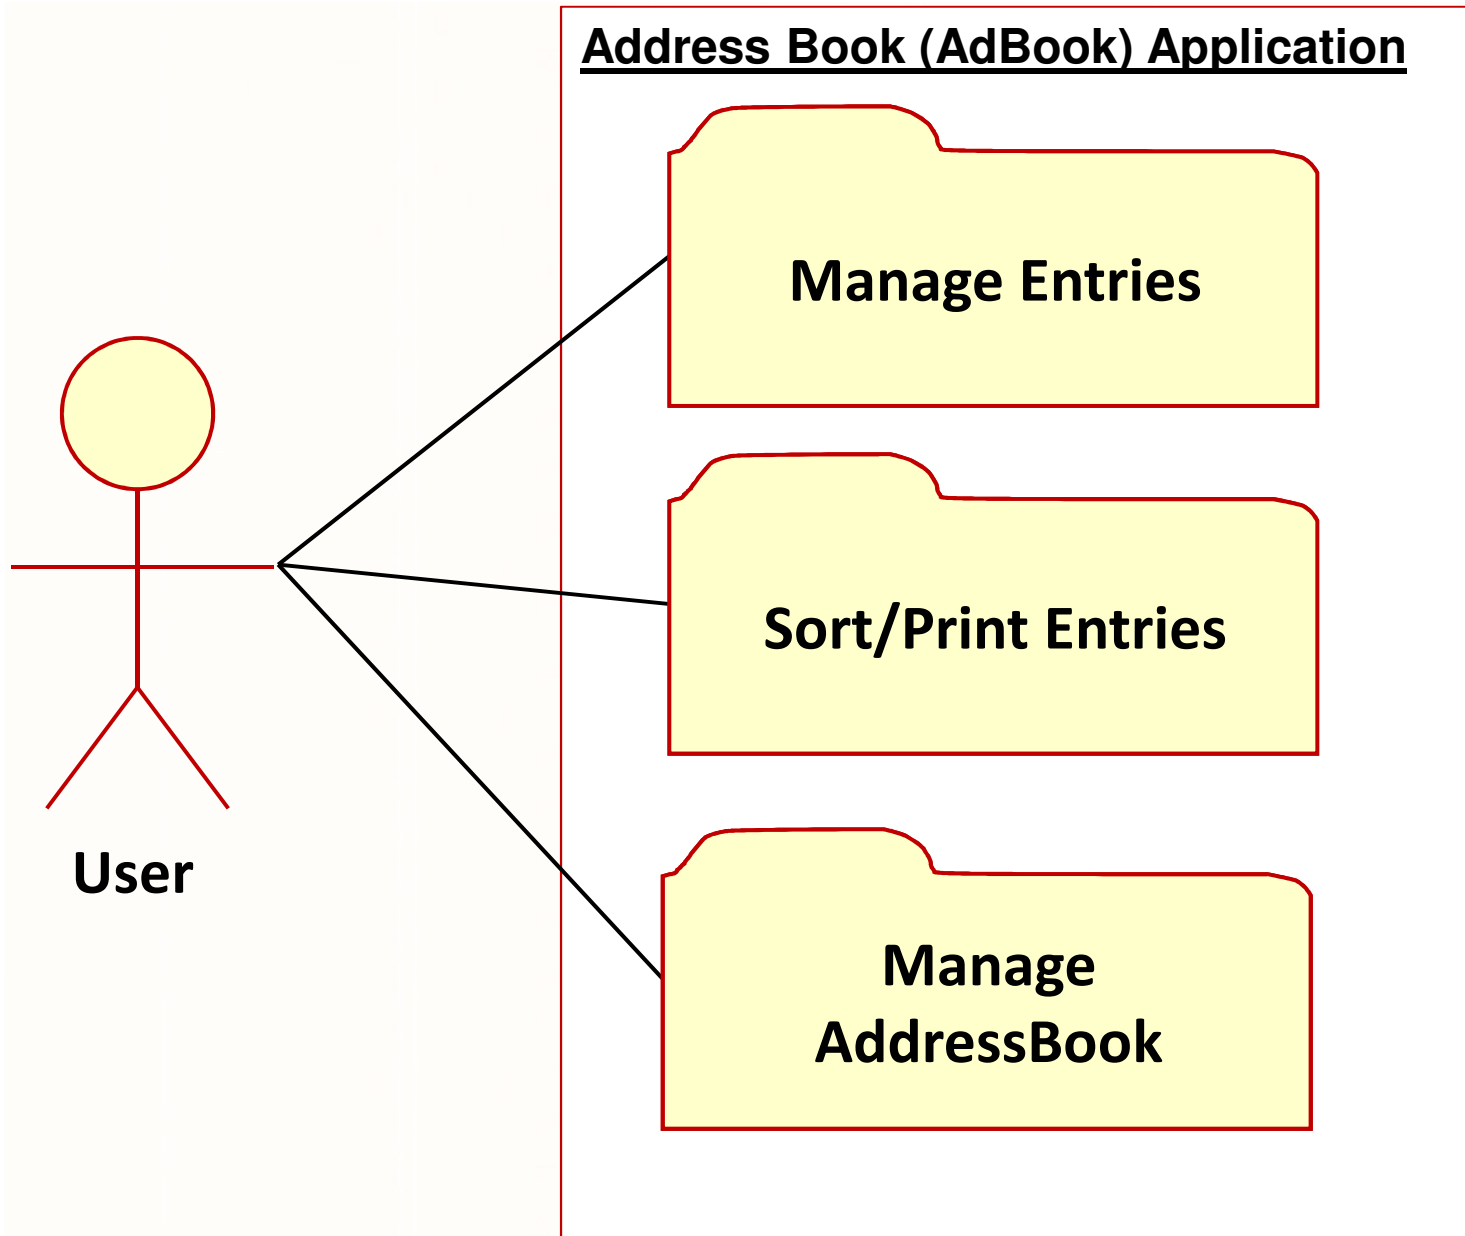 Address Book (AdBook) Application
Manage Entries
Sort/Print Entries
User
Manage
AddressBook